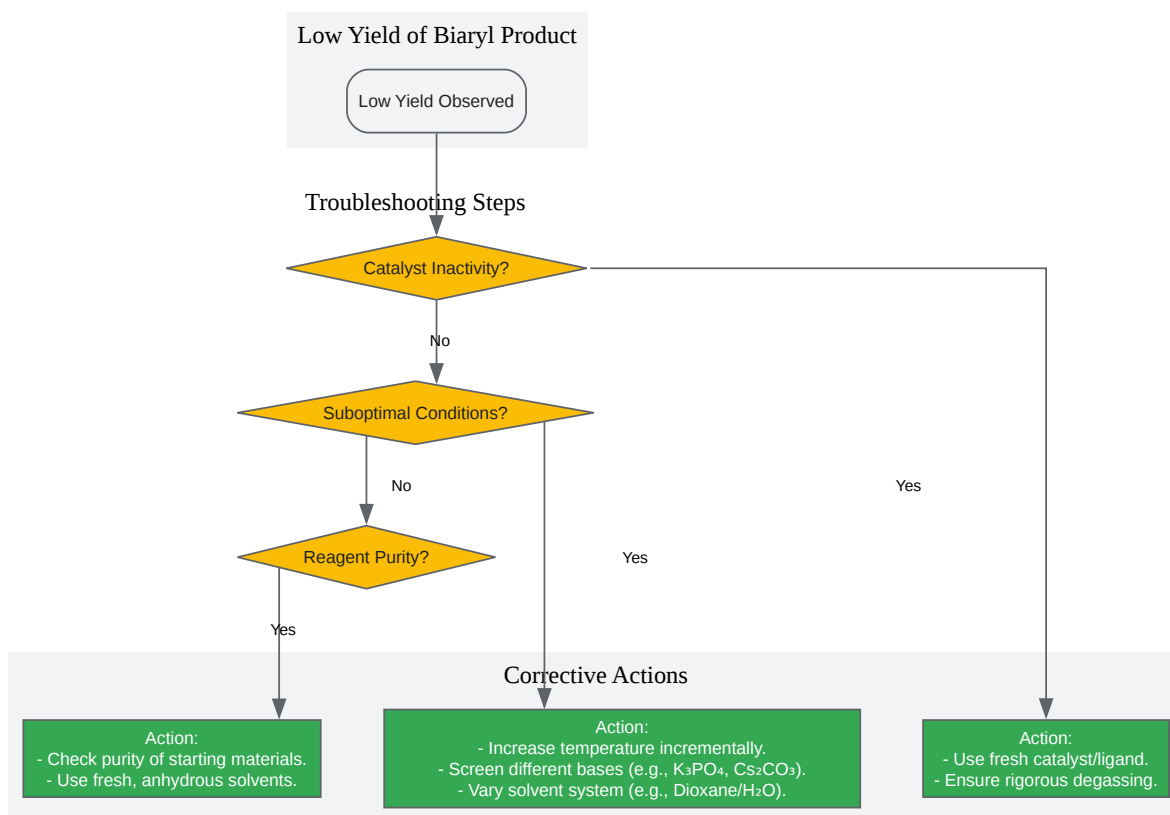 Low Yield of Biaryl Product
Low Yield Observed
Troubleshooting Steps
Catalyst Inactivity?
No
Suboptimal Conditions?
No
Yes
Reagent Purity?
Yes
Yes
Corrective Actions
Action:
- Check purity of starting materials.
- Use fresh, anhydrous solvents.
Action:
- Increase temperature incrementally.
- Screen different bases (e.g., K₃PO₄, Cs₂CO₃).
- Vary solvent system (e.g., Dioxane/H₂O).
Action:
- Use fresh catalyst/ligand.
- Ensure rigorous degassing.